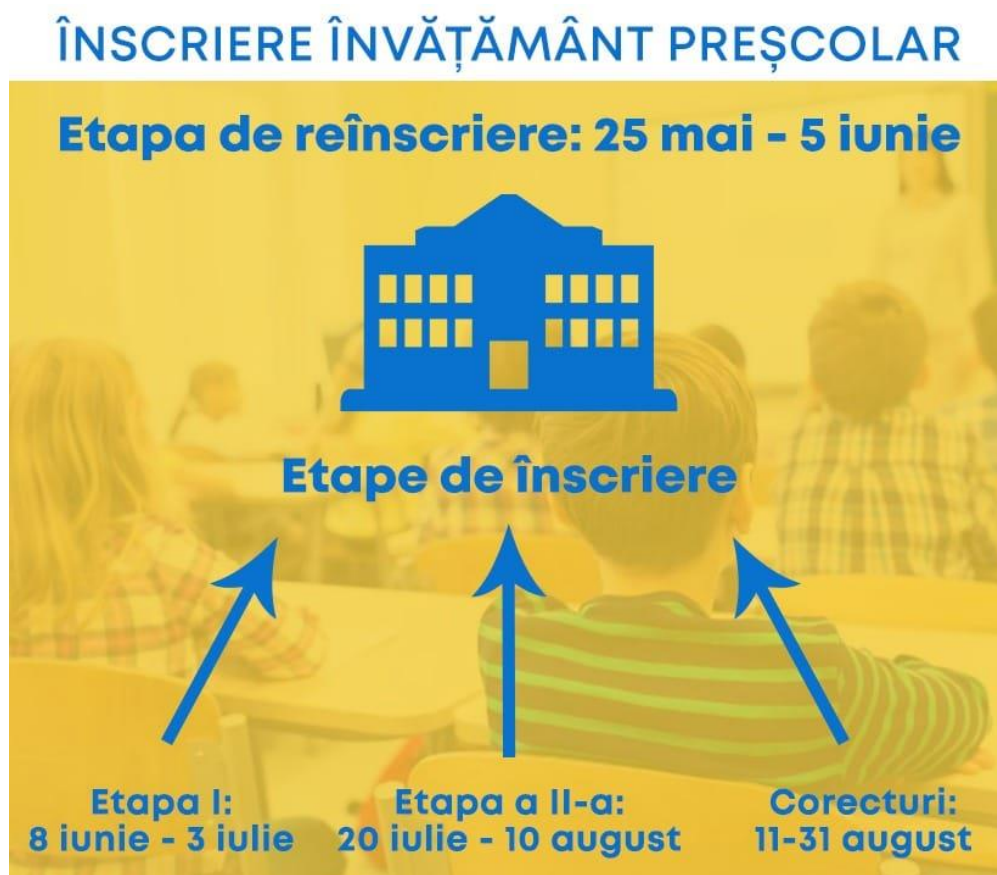 ÎNSCRIERE ÎNVĂȚĂMÂNT PREȘCOLAR
Etapa de reînscriere: 25 mai - 5 iunie
Etape de înscriere
Etapa I:
8 iunie - 3 iulie
Etapa a II-a:
20 iulie - 10 august
Corecturi:
11-31 august